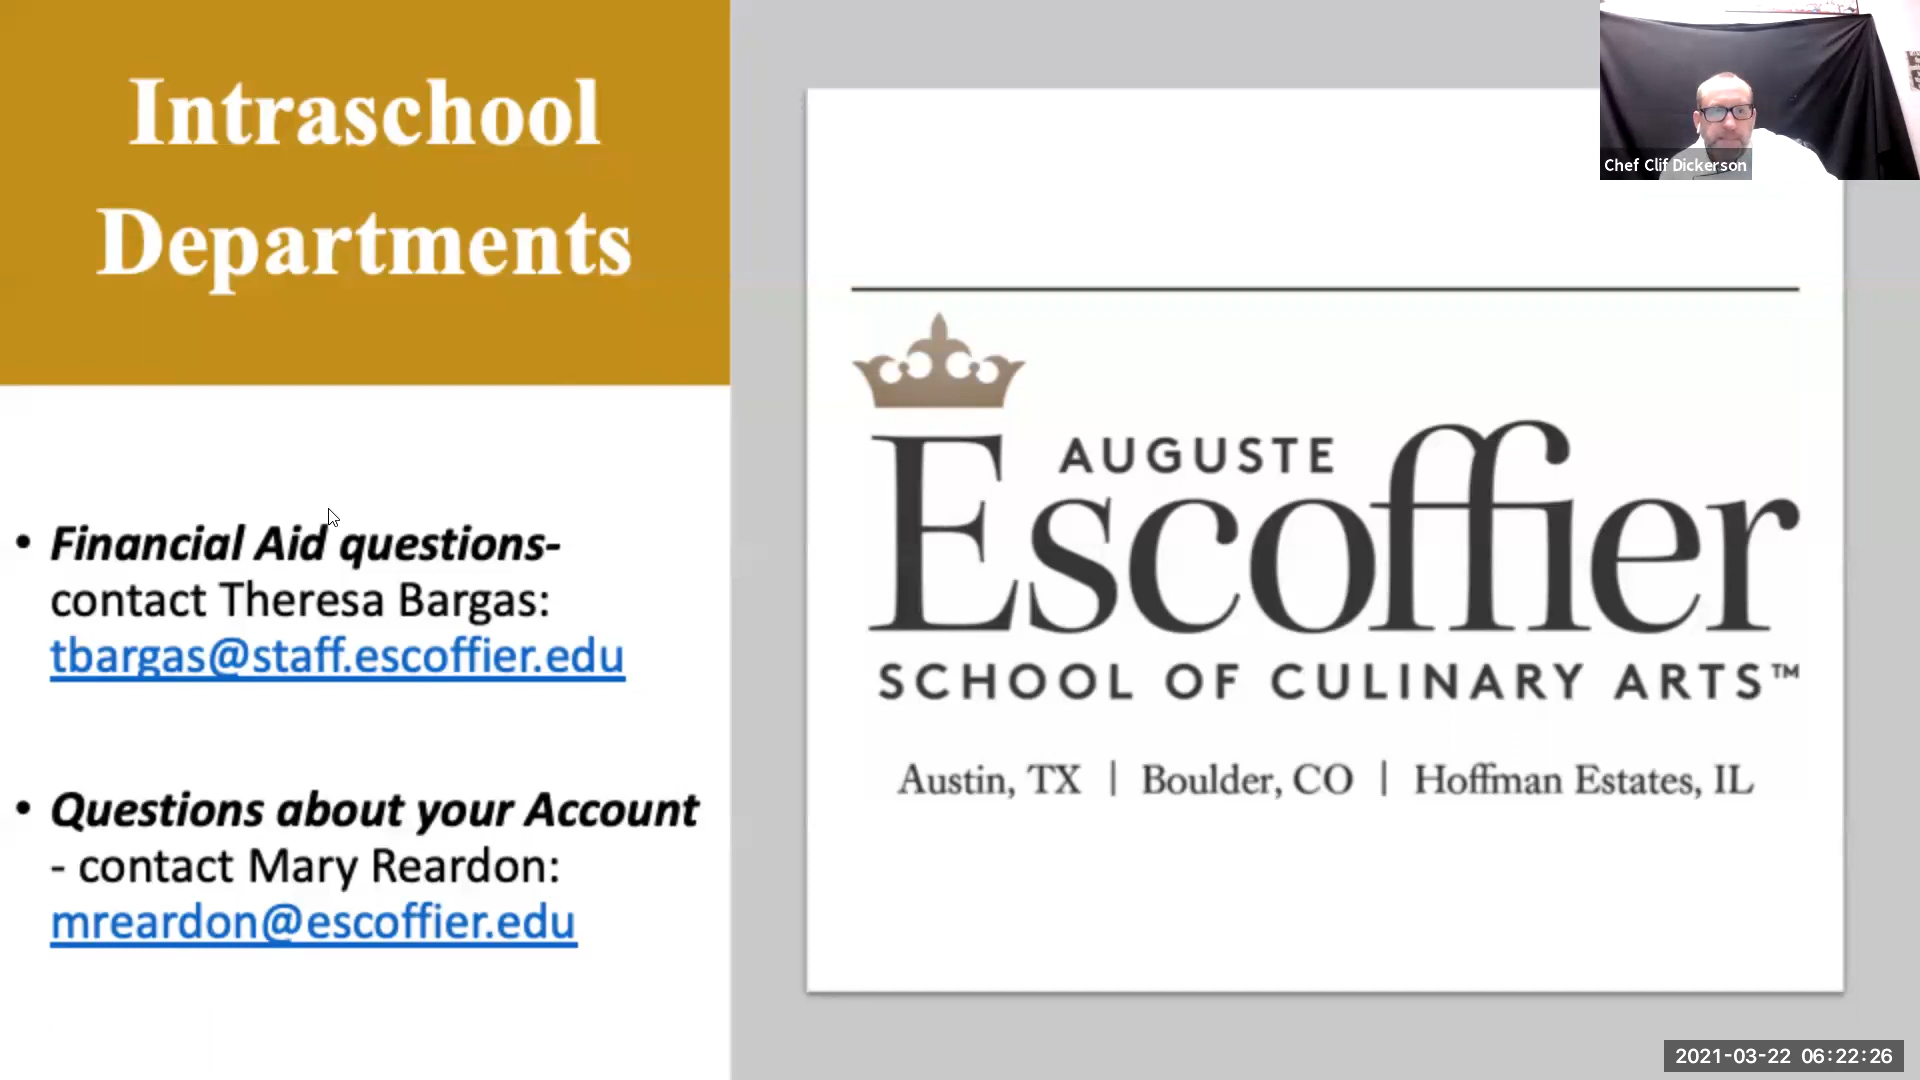 Intraschool
Departments
• Financial Aid questions-
contact Theresa Bargas:
tbargas@staff.escoffier.edu
• Questions about your Account
- contact Mary Reardon:
mreardon@escoffier.edu
AUGUSTE
Escoffier
SCHOOL OF CULINARY ARTS™
Austin, TX | Boulder, CO | Hoffman Estates, IL
Chef Clif Dickerson
2021-03-22 06:22:26